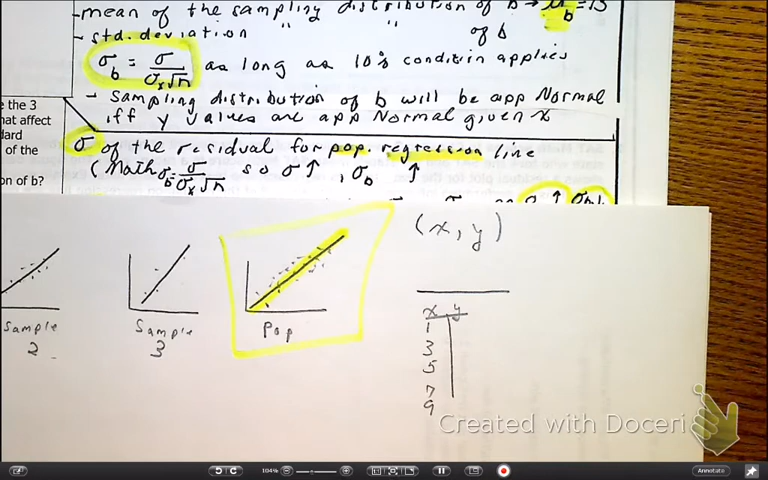 - mean of the sampling distribution of b → μb = B
- std. deviation " " of b
σb = σ / σx√n as long as 10% condition applies
- Sampling distribution of b will be app Normal
iff y values are app Normal given x
e the 3
hat affect
dard
of the
on of b?
σ of the residual for pop. regression line
(Math σb = σ / σx√n so σ↑, σb ↑
(x, y)
x y
1
3
5
7
9
Sample
2
Sample
3
Pop
Created with Doceri
104%
Annotate